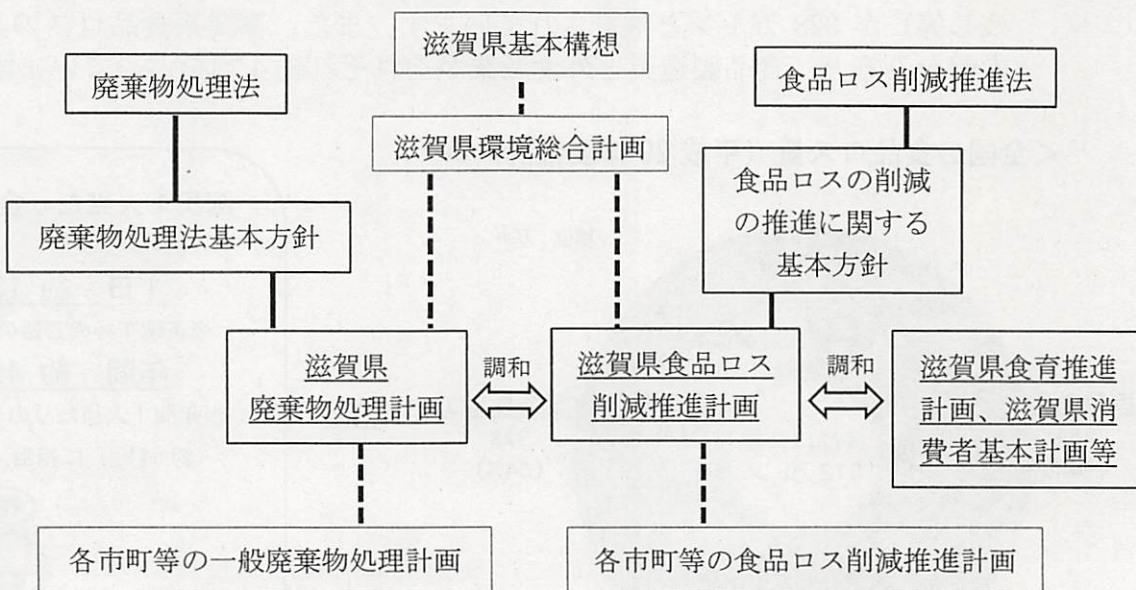 滋賀県基本構想
廃棄物処理法
食品ロス削減推進法
滋賀県環境総合計画
食品ロスの削減
の推進に関する
基本方針
廃棄物処理法基本方針
滋賀県
廃棄物処理計画
調和
滋賀県食品ロス
削減推進計画
調和
滋賀県食育推進
計画、滋賀県消
費者基本計画等
各市町等の一般廃棄物処理計画
各市町等の食品ロス削減推進計画